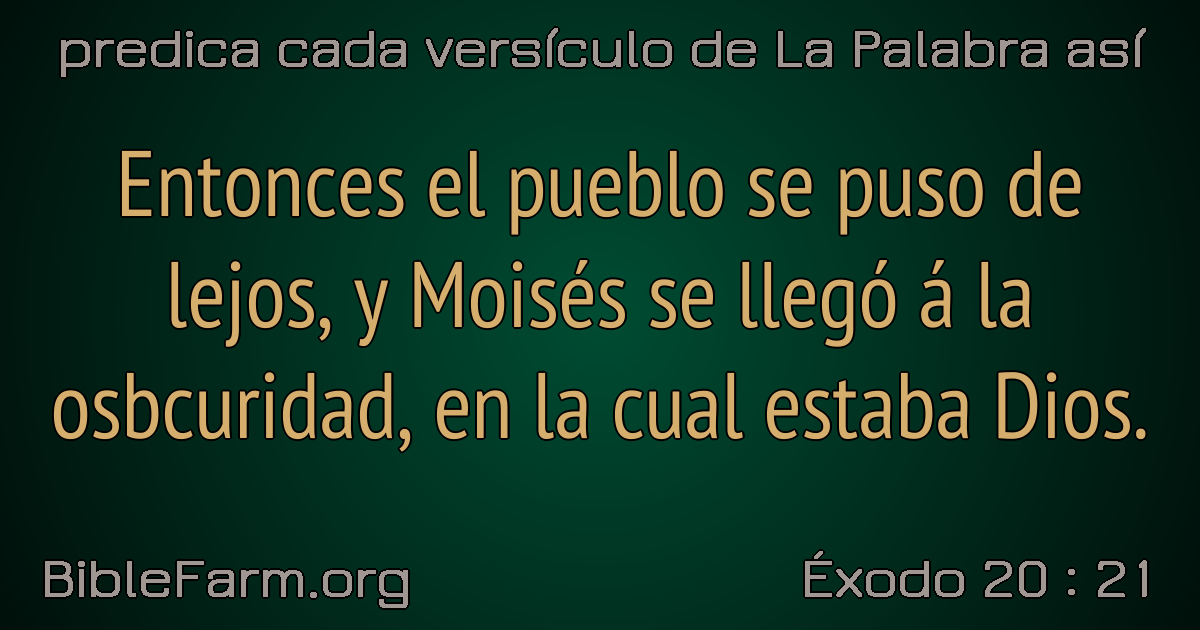 predica cada versículo de La Palabra así
Entonces el pueblo se puso de
lejos, y Moisés se llegó á la
osbcuridad, en la cual estaba Dios.
BibleFarm.org
Éxodo 20 : 21